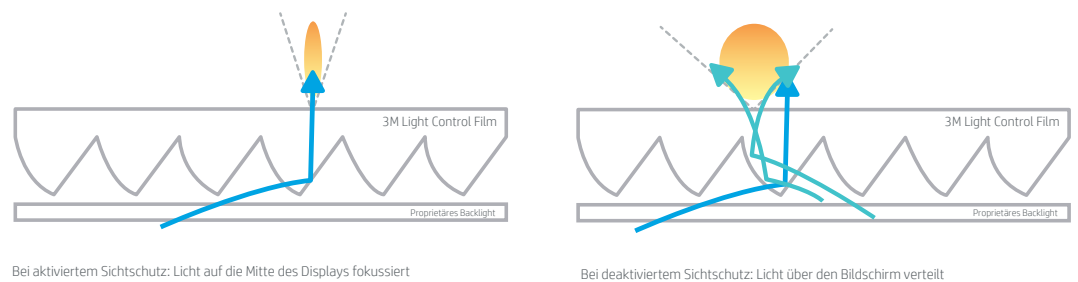 3M Light Control Film
Proprietäres Backlight
Bei aktiviertem Sichtschutz: Licht auf die Mitte des Displays fokussiert
3M Light Control Film
Proprietäres Backlight
Bei deaktiviertem Sichtschutz: Licht über den Bildschirm verteilt